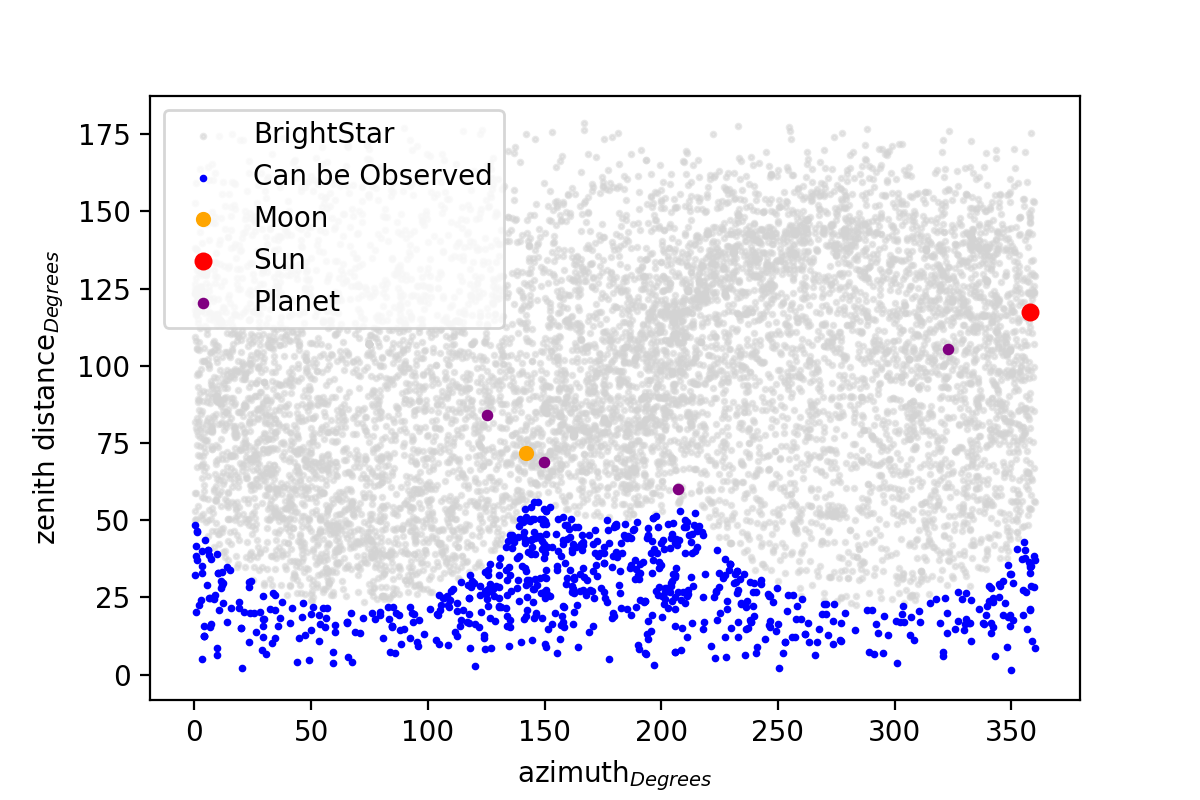 BrightStar
Can be Observed
Moon
Sun
Planet
175
150
125
100
75
50
25
0
zenith distance_Degrees
0 50 100 150 200 250 300 350
azimuth_Degrees